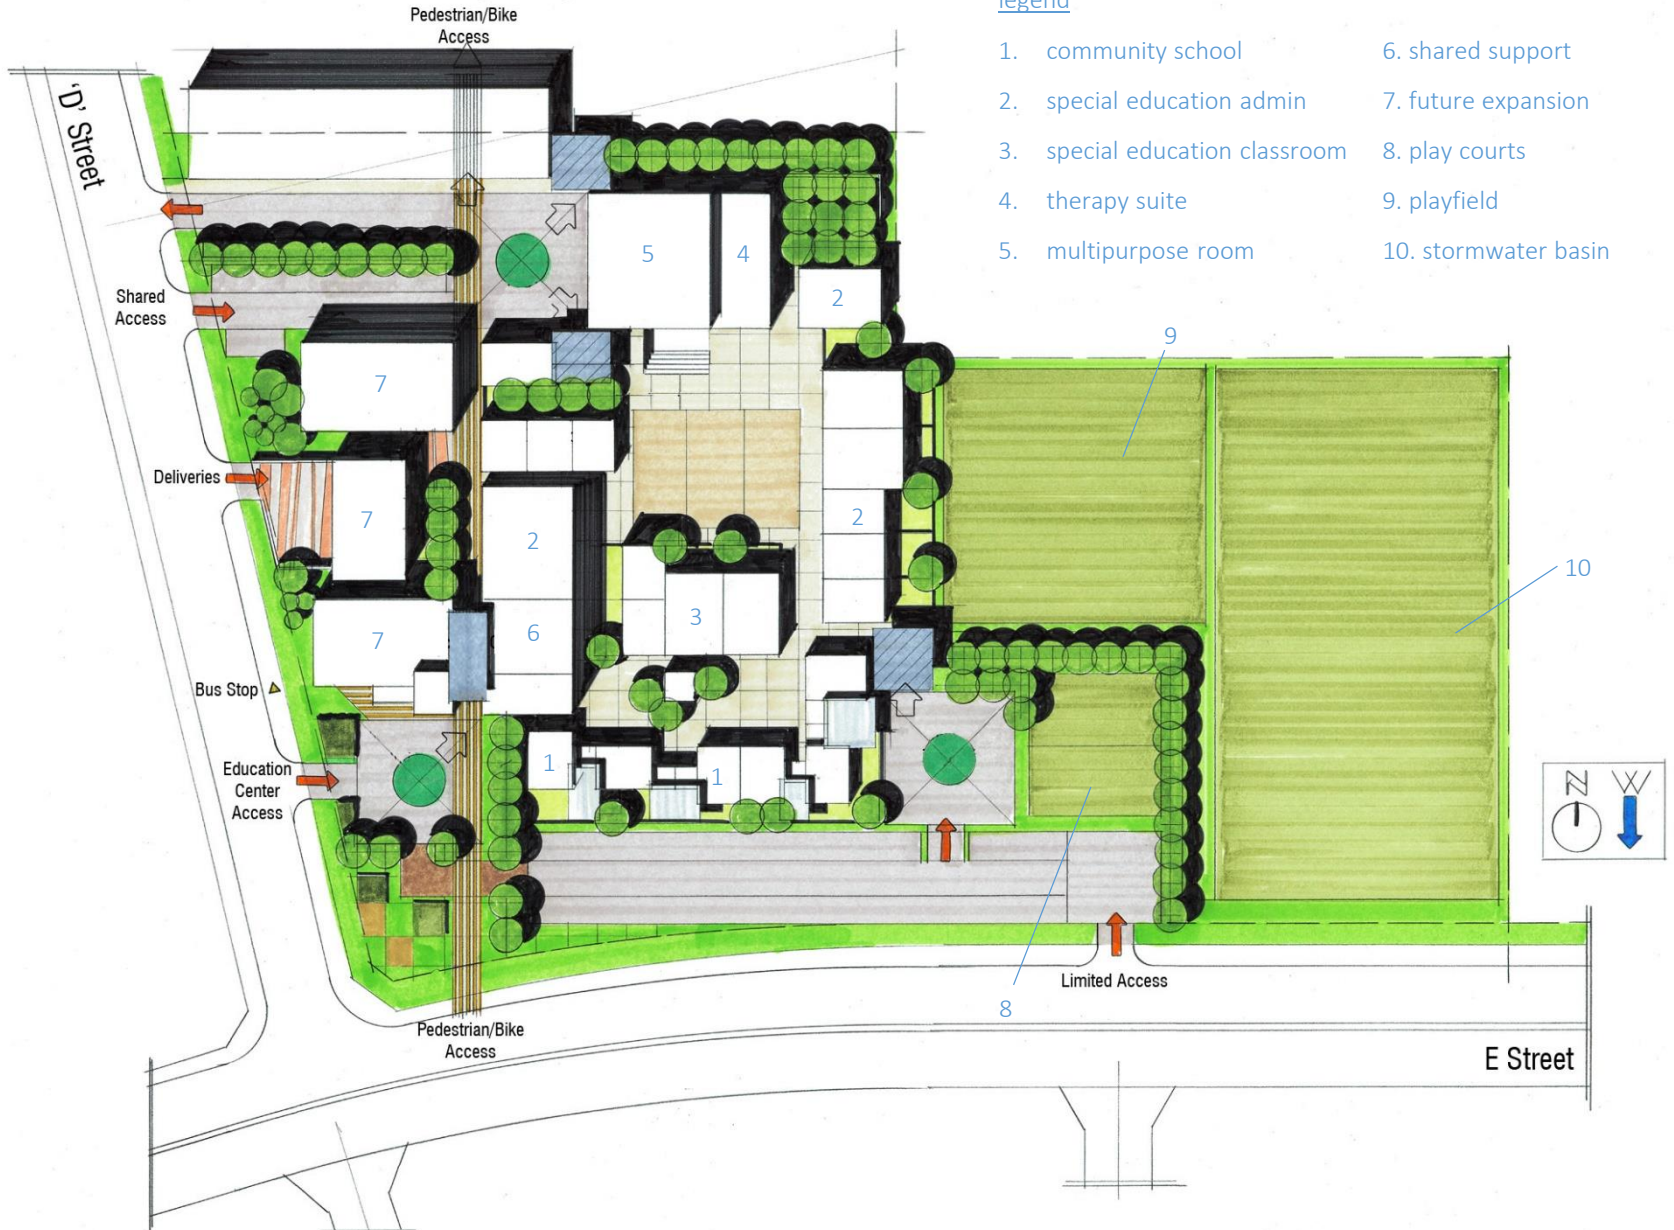 legend
1. community school
2. special education admin
3. special education classroom
4. therapy suite
5. multipurpose room
6. shared support
7. future expansion
8. play courts
9. playfield
10. stormwater basin
Pedestrian/Bike
Access
'D' Street
5
4
2
Shared
Access
9
7
Deliveries
7
2
2
10
3
6
7
Bus Stop
Education
Center
Access
1
1
N
W
Limited Access
8
Pedestrian/Bike
Access
E Street